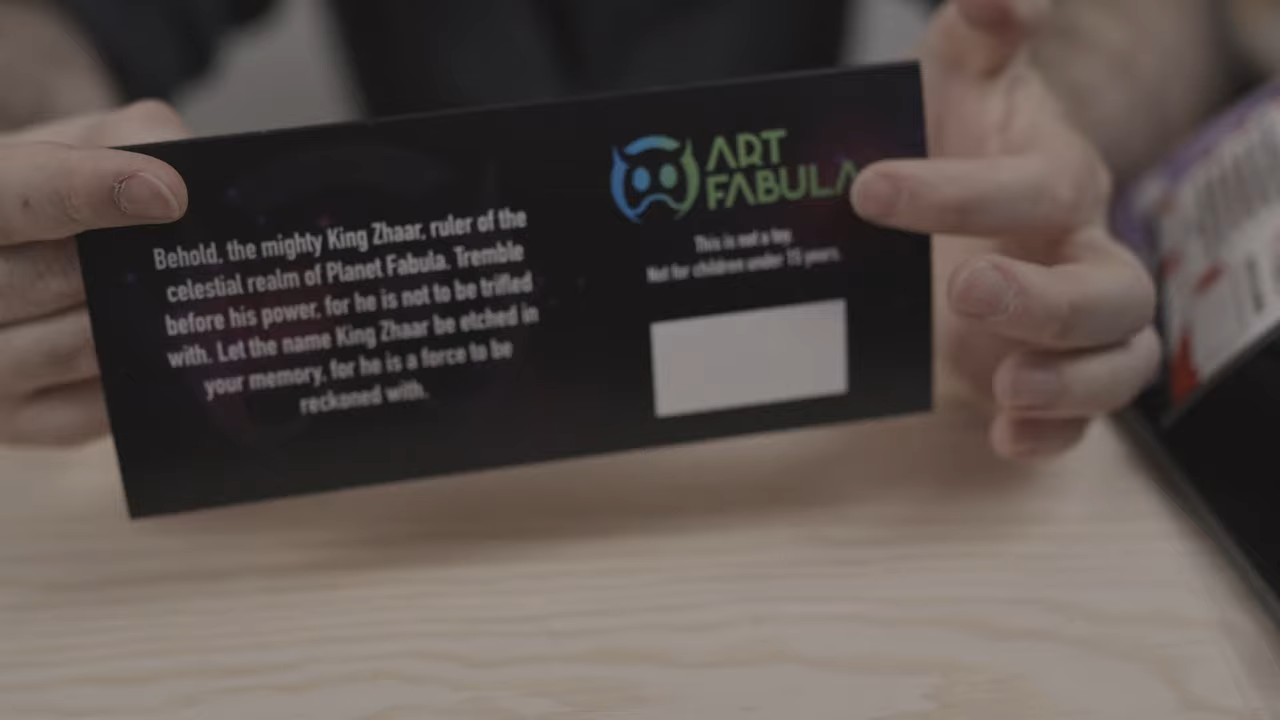 Behold, the mighty King Zhaar, ruler of the
celestial realm of Planet Fabula. Tremble
before his power, for he is not to be trifled
with. Let the name King Zhaar be etched in
your memory, for he is a force to be
reckoned with.
ART
FABULA
This is not a toy.
Not for children under 15 years.